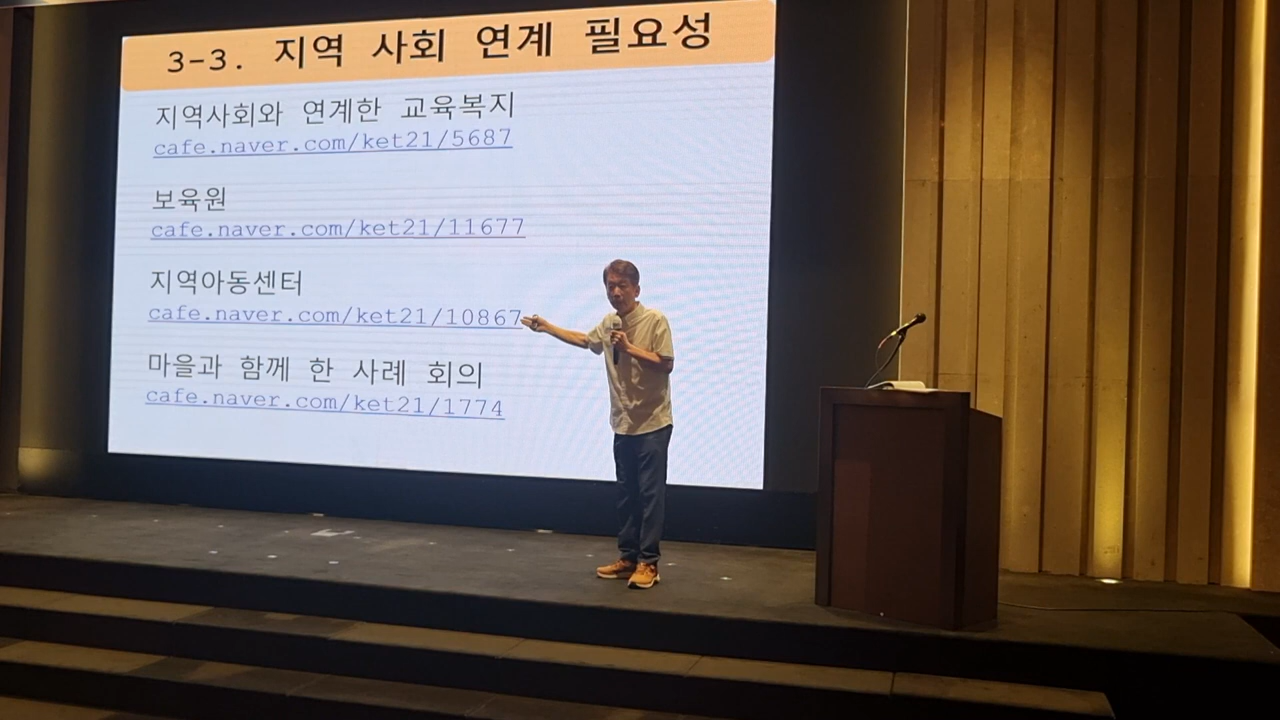 3-3. 지역 사회 연계 필요성
지역사회와 연계한 교육복지
cafe.naver.com/ket21/5687
보육원
cafe.naver.com/ket21/11677
지역아동센터
cafe.naver.com/ket21/10867
마을과 함께 한 사례 회의
cafe.naver.com/ket21/1774